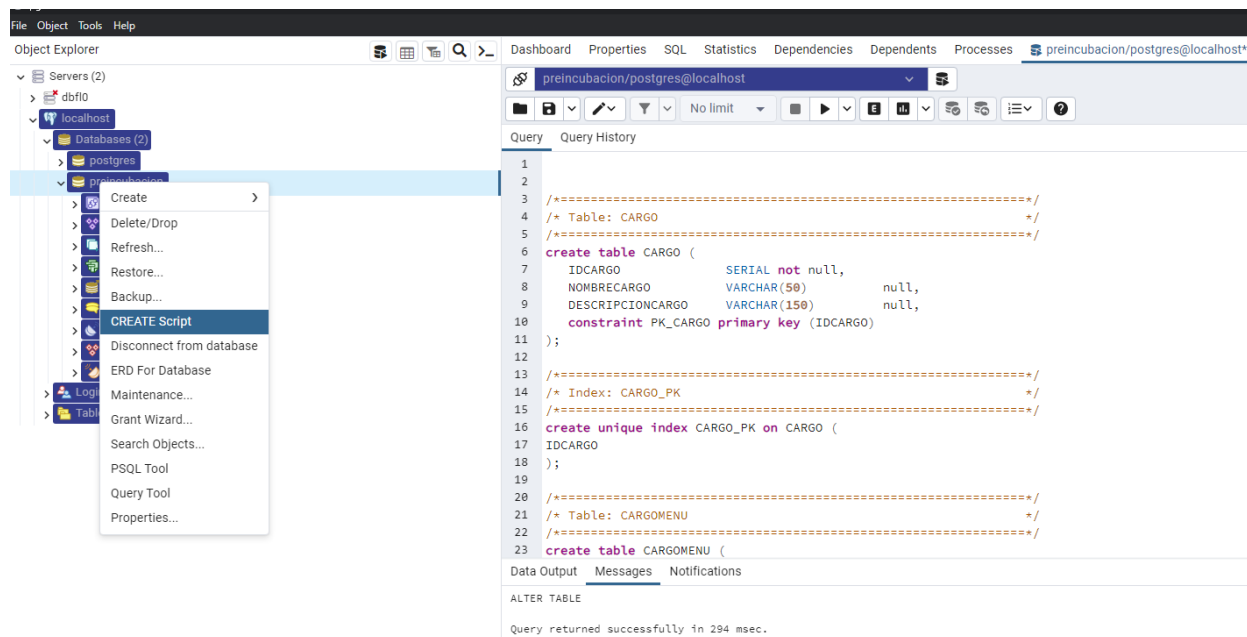 File Object Tools Help
Object Explorer
Servers (2)
dbfl0
localhost
Databases (2)
postgres
preincubacion
Create
Delete/Drop
Refresh...
Restore...
Backup...
CREATE Script
Disconnect from database
ERD For Database
Maintenance...
Grant Wizard...
Search Objects...
PSQL Tool
Query Tool
Properties...
Dashboard Properties SQL Statistics Dependencies Dependents Processes preincubacion/postgres@localhost*
preincubacion/postgres@localhost
No limit
Query Query History
1
2
3 /*==============================================================*/
4 /* Table: CARGO */
5 /*==============================================================*/
6 create table CARGO (
7 IDCARGO SERIAL not null,
8 NOMBRECARGO VARCHAR(50) null,
9 DESCRIPCIONCARGO VARCHAR(150) null,
10 constraint PK_CARGO primary key (IDCARGO)
11 );
12
13 /*==============================================================*/
14 /* Index: CARGO_PK */
15 /*==============================================================*/
16 create unique index CARGO_PK on CARGO (
17 IDCARGO
18 );
19
20 /*==============================================================*/
21 /* Table: CARGOMENU */
22 /*==============================================================*/
23 create table CARGOMENU (
Data Output Messages Notifications
ALTER TABLE
Query returned successfully in 294 msec.